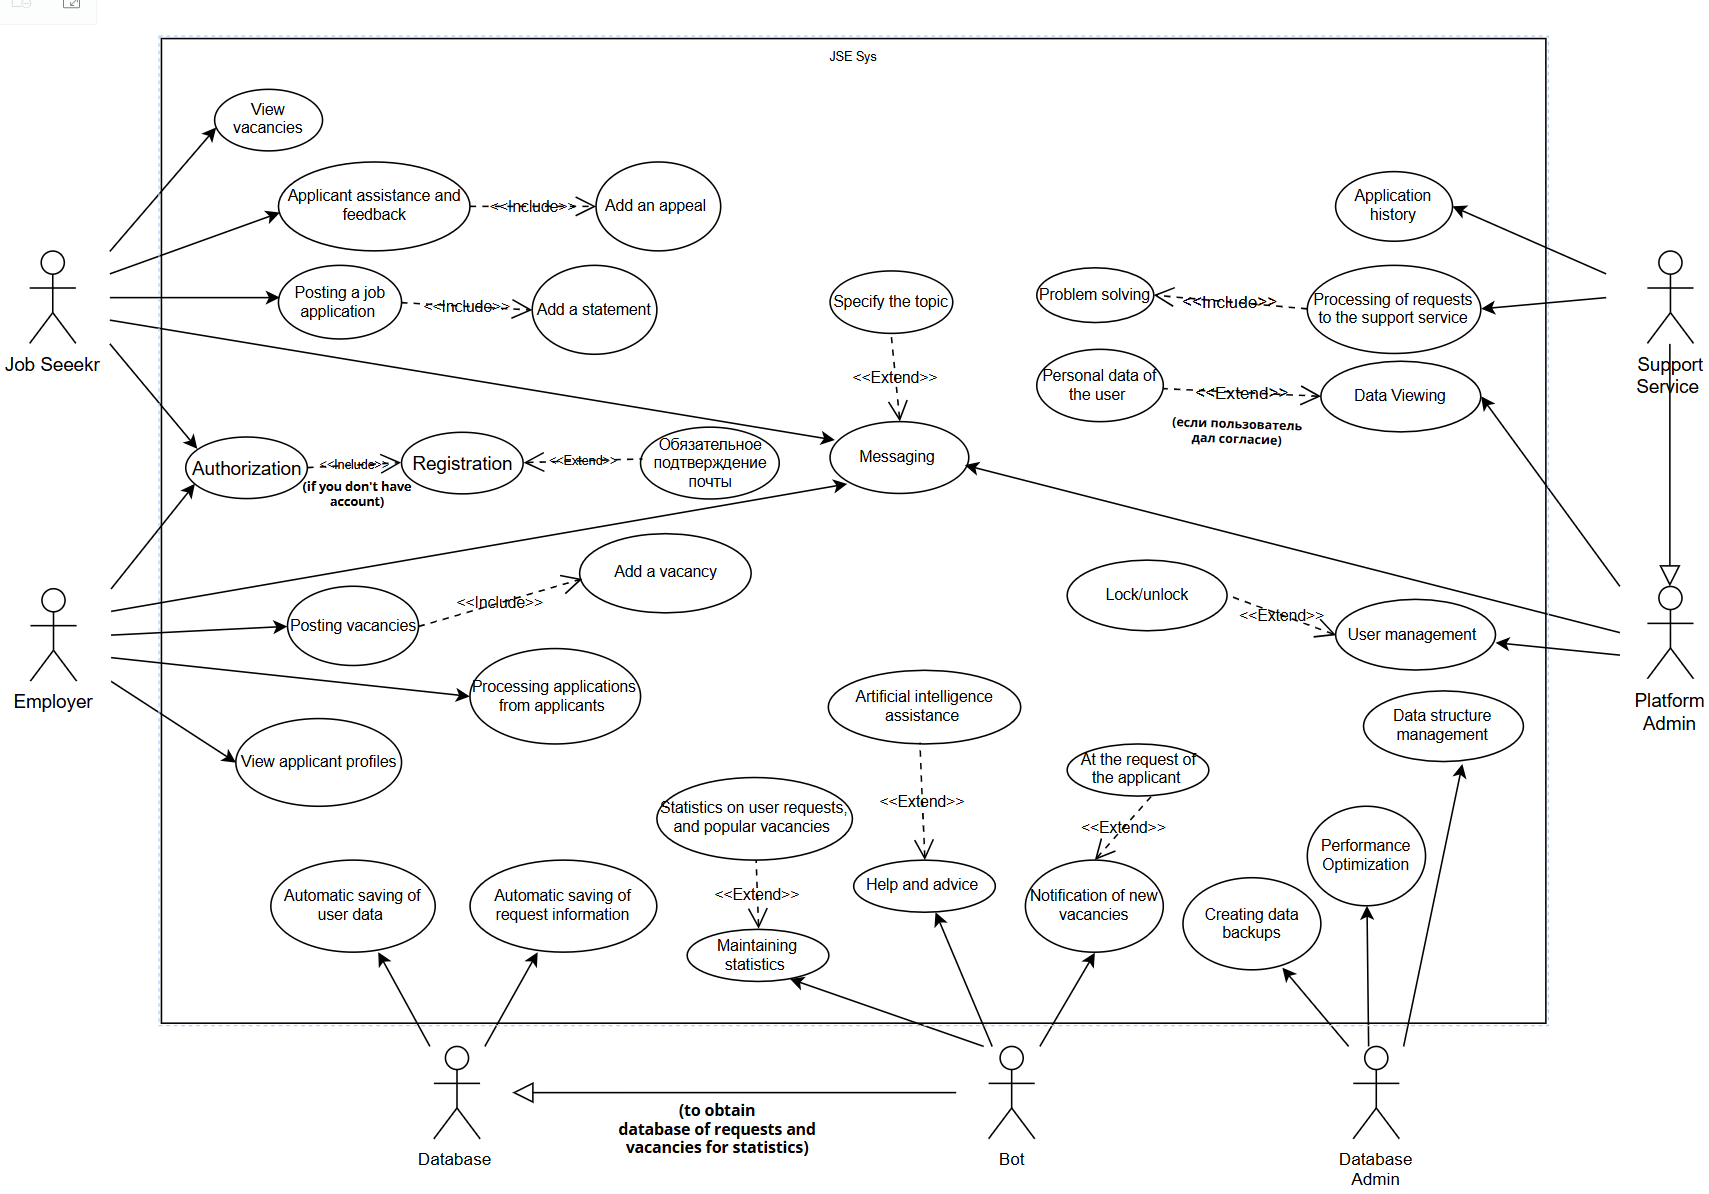 JSE Sys
View
vacancies
Applicant assistance and
feedback
<<Include>>
Add an appeal
Application
history
Posting a job
application
<<Include>>
Add a statement
Specify the topic
Problem solving
<<Include>>
Processing of requests
to the support service
Job Seeekr
Support
Service
<<Extend>>
Personal data of
the user
<<Extend>>
Data Viewing
(если пользователь
дал согласие)
Authorization
<<Include>>
(if you don't have
account)
Registration
<<Extend>>
Обязательное
подтверждение
почты
Messaging
Add a vacancy
<<Include>>
Posting vacancies
Lock/unlock
<<Extend>>
User management
Employer
Platform
Admin
Processing applications
from applicants
Artificial intelligence
assistance
Data structure
management
View applicant profiles
At the request of
the applicant
Statistics on user requests,
and popular vacancies
<<Extend>>
<<Extend>>
Performance
Optimization
Automatic saving of
user data
Automatic saving of
request information
<<Extend>>
Help and advice
Notification of new
vacancies
Creating data
backups
Maintaining
statistics
(to obtain
database of requests and
vacancies for statistics)
Database
Bot
Database
Admin